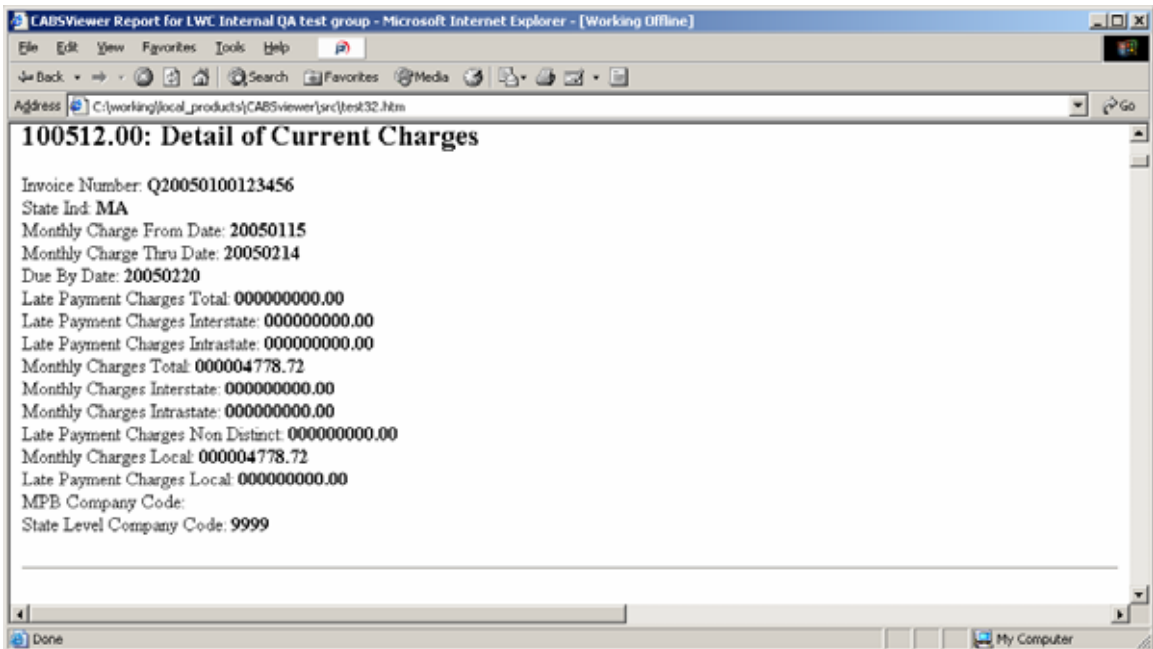 CABSViewer Report for LWC Internal QA test group - Microsoft Internet Explorer - [Working Offline]
File Edit View Favorites Tools Help
Back Search Favorites Media
Address C:\working\local_products\CABSviewer\src\test32.htm Go
100512.00: Detail of Current Charges
Invoice Number: Q20050100123456
State Ind: MA
Monthly Charge From Date: 20050115
Monthly Charge Thru Date: 20050214
Due By Date: 20050220
Late Payment Charges Total: 000000000.00
Late Payment Charges Interstate: 000000000.00
Late Payment Charges Intrastate: 000000000.00
Monthly Charges Total: 000004778.72
Monthly Charges Interstate: 000000000.00
Monthly Charges Intrastate: 000000000.00
Late Payment Charges Non Distinct: 000000000.00
Monthly Charges Local: 000004778.72
Late Payment Charges Local: 000000000.00
MPB Company Code:
State Level Company Code: 9999
Done My Computer